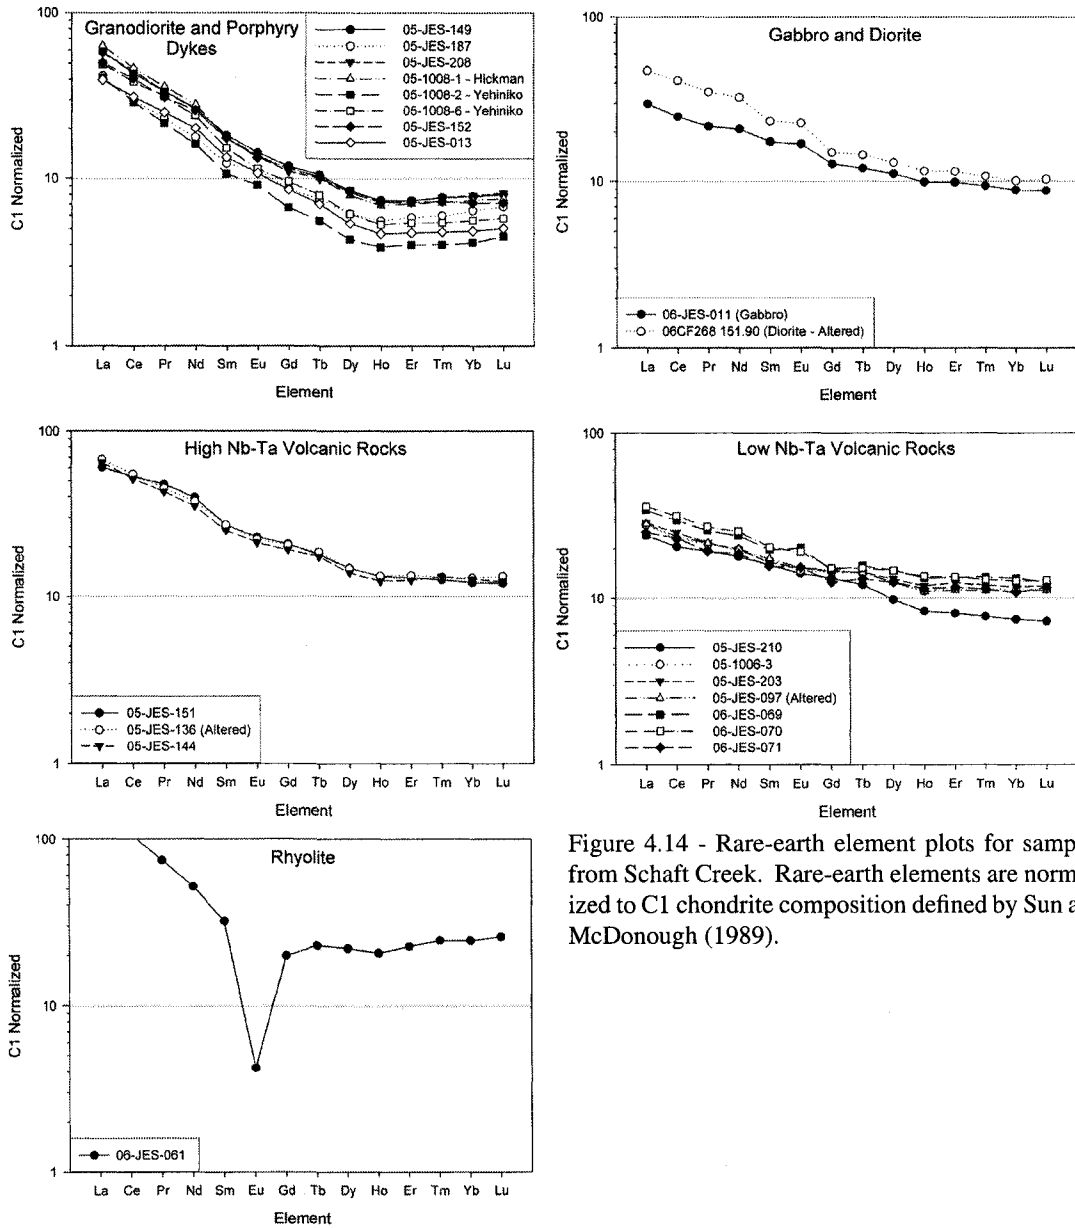 Granodiorite and Porphyry
Dykes
05-JES-149
05-JES-187
05-JES-208
05-1008-1 - Hickman
05-1008-2 - Yehiniko
05-1008-6 - Yehiniko
05-JES-152
05-JES-013
C1 Normalized
100
10
1
La Ce Pr Nd Sm Eu Gd Tb Dy Ho Er Tm Yb Lu
Element
Gabbro and Diorite
06-JES-011 (Gabbro)
06CF268 151.90 (Diorite - Altered)
C1 Normalized
100
10
1
La Ce Pr Nd Sm Eu Gd Tb Dy Ho Er Tm Yb Lu
Element
High Nb-Ta Volcanic Rocks
05-JES-151
05-JES-136 (Altered)
05-JES-144
C1 Normalized
100
10
1
La Ce Pr Nd Sm Eu Gd Tb Dy Ho Er Tm Yb Lu
Element
Low Nb-Ta Volcanic Rocks
05-JES-210
05-1006-3
05-JES-203
05-JES-097 (Altered)
06-JES-069
06-JES-070
06-JES-071
C1 Normalized
100
10
1
La Ce Pr Nd Sm Eu Gd Tb Dy Ho Er Tm Yb Lu
Element
Rhyolite
06-JES-061
C1 Normalized
100
10
1
La Ce Pr Nd Sm Eu Gd Tb Dy Ho Er Tm Yb Lu
Element
Figure 4.14 - Rare-earth element plots for samp
from Schaft Creek. Rare-earth elements are norm
ized to C1 chondrite composition defined by Sun a
McDonough (1989).